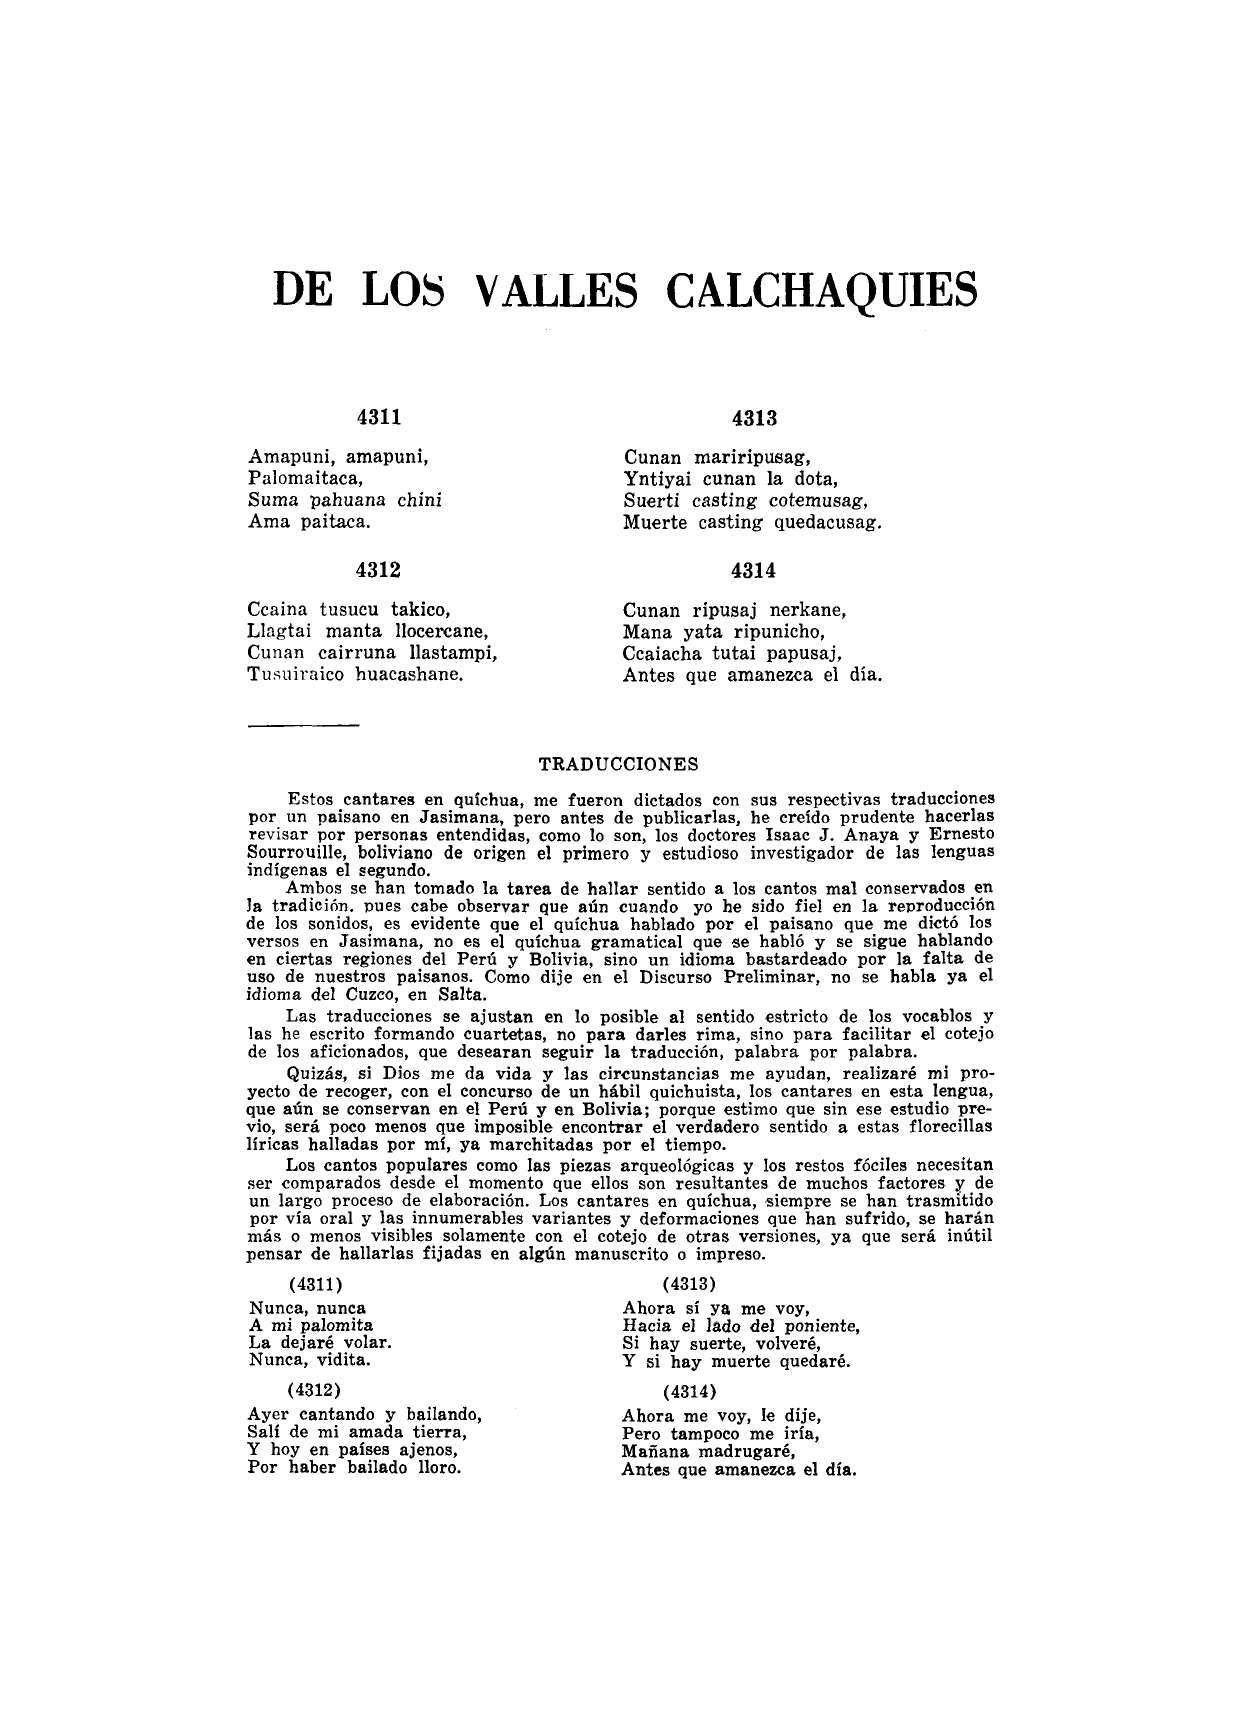 DE LOS VALLES CALCHAQUIES
4311
Amapuni, amapuni,
Palomaitaca,
Suma pahuana chini
Ama paitaca.
4312
Ccaina tusucu takico,
Llagtai manta llocercane,
Cunan cairruna llastampi,
Tusuiraico huacashane.
4313
Cunan mariripusag,
Yntiyai cunan la dota,
Suerti casting cotemusag,
Muerte casting quedacusag.
4314
Cunan ripusaj nerkane,
Mana yata ripunicho,
Ccaiacha tutai papusaj,
Antes que amanezca el día.
TRADUCCIONES
Estos cantares en quíchua, me fueron dictados con sus respectivas traducciones
por un paisano en Jasimana, pero antes de publicarlas, he creído prudente hacerlas
revisar por personas entendidas, como lo son, los doctores Isaac J. Anaya y Ernesto
Sourrouille, boliviano de origen el primero y estudioso investigador de las lenguas
indígenas el segundo.
Ambos se han tomado la tarea de hallar sentido a los cantos mal conservados en
la tradición. pues cabe observar que aún cuando yo he sido fiel en la reproducción
de los sonidos, es evidente que el quíchua hablado por el paisano que me dictó los
versos en Jasimana, no es el quíchua gramatical que se habló y se sigue hablando
en ciertas regiones del Perú y Bolivia, sino un idioma bastardeado por la falta de
uso de nuestros paisanos. Como dije en el Discurso Preliminar, no se habla ya el
idioma del Cuzco, en Salta.
Las traducciones se ajustan en lo posible al sentido estricto de los vocablos y
las he escrito formando cuartetas, no para darles rima, sino para facilitar el cotejo
de los aficionados, que desearan seguir la traducción, palabra por palabra.
Quizás, si Dios me da vida y las circunstancias me ayudan, realizaré mi pro-
yecto de recoger, con el concurso de un hábil quichuista, los cantares en esta lengua,
que aún se conservan en el Perú y en Bolivia; porque estimo que sin ese estudio pre-
vio, será poco menos que imposible encontrar el verdadero sentido a estas florecillas
líricas halladas por mí, ya marchitadas por el tiempo.
Los cantos populares como las piezas arqueológicas y los restos fóciles necesitan
ser comparados desde el momento que ellos son resultantes de muchos factores y de
un largo proceso de elaboración. Los cantares en quíchua, siempre se han trasmitido
por vía oral y las innumerables variantes y deformaciones que han sufrido, se harán
más o menos visibles solamente con el cotejo de otras versiones, ya que será inútil
pensar de hallarlas fijadas en algún manuscrito o impreso.
(4311)
Nunca, nunca
A mi palomita
La dejaré volar.
Nunca, vidita.
(4312)
Ayer cantando y bailando,
Salí de mi amada tierra,
Y hoy en países ajenos,
Por haber bailado lloro.
(4313)
Ahora sí ya me voy,
Hacia el lado del poniente,
Si hay suerte, volveré,
Y si hay muerte quedaré.
(4314)
Ahora me voy, le dije,
Pero tampoco me iría,
Mañana madrugaré,
Antes que amanezca el día.